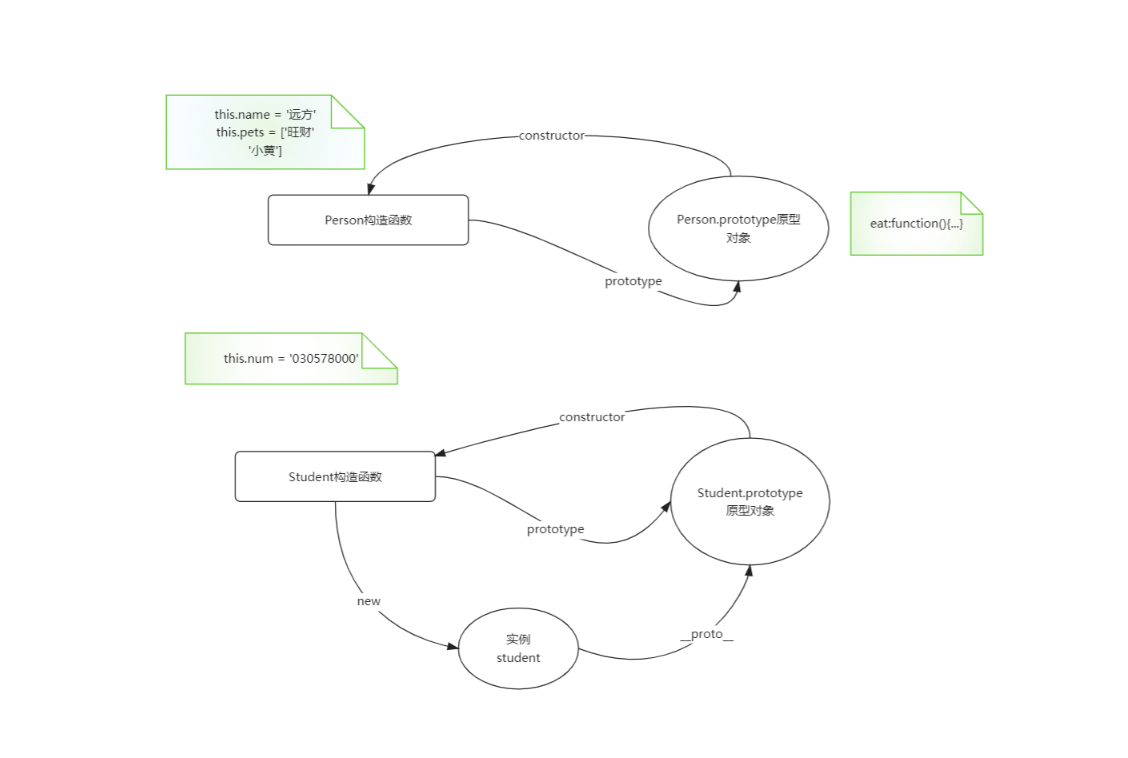 this.name = '远方'
this.pets = ['旺财'
'小黄']
constructor
Person构造函数
Person.prototype原型
对象
eat:function(){...}
prototype
this.num = '030578000'
constructor
Student构造函数
Student.prototype
原型对象
prototype
new
实例
student
__proto__